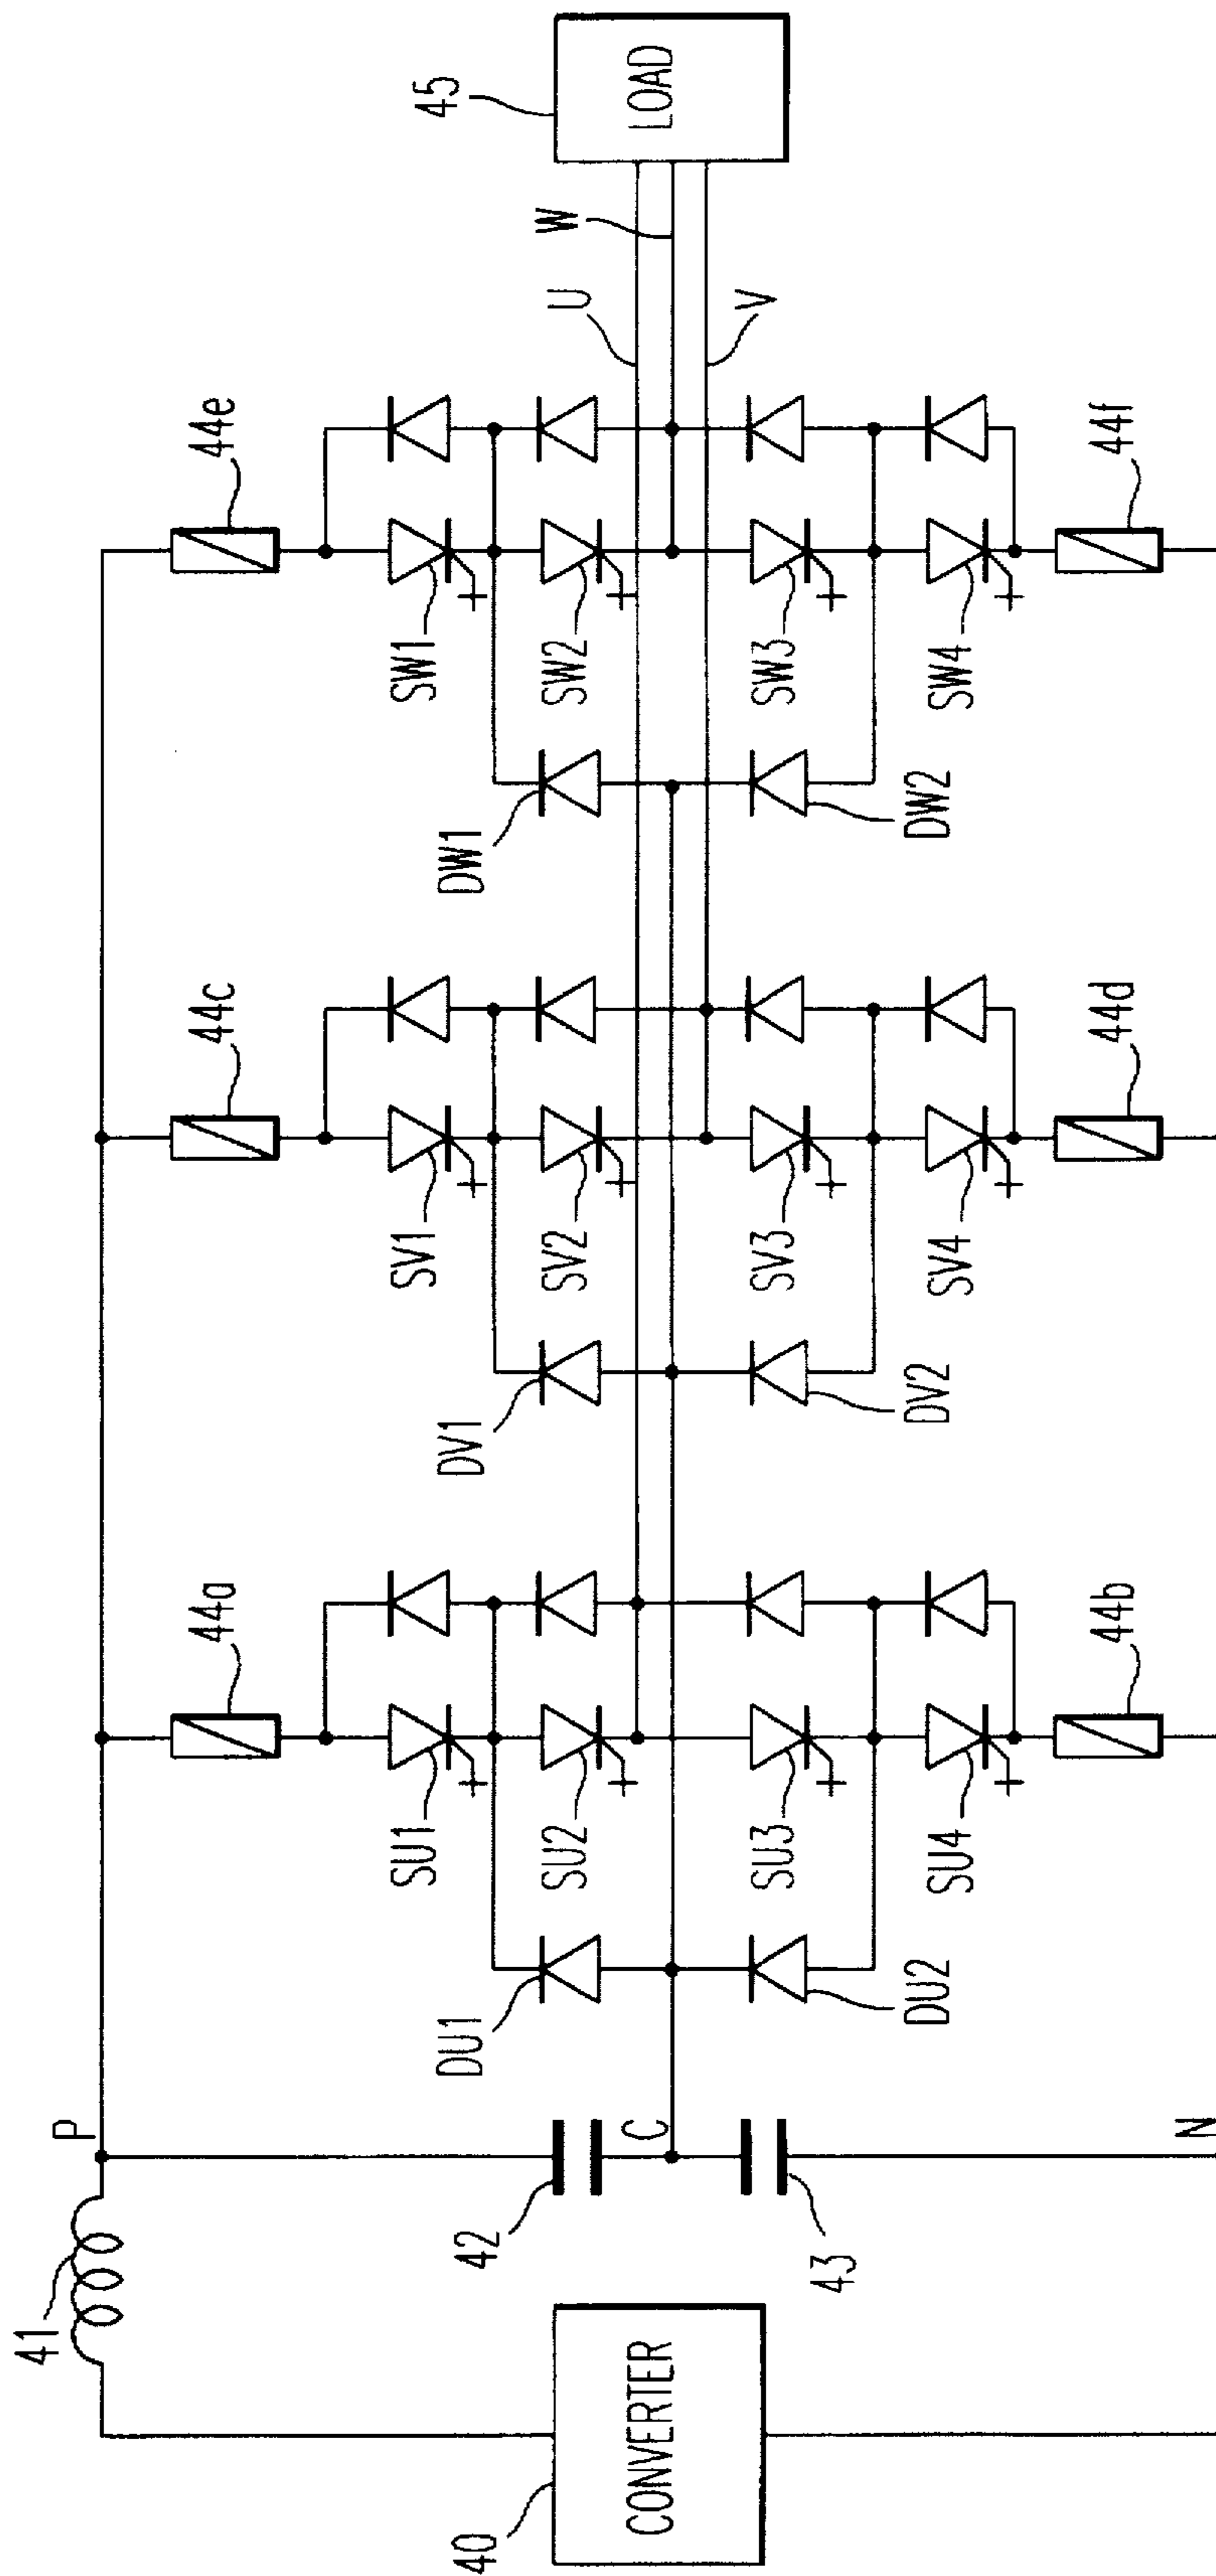 40
CONVERTER
41
P
42
C
43
N
44a
SU1
SU2
SU3
SU4
DU1
DU2
44b
44c
SV1
SV2
SV3
SV4
DV1
DV2
44d
44e
SW1
SW2
SW3
SW4
DW1
DW2
44f
U
W
V
45
LOAD